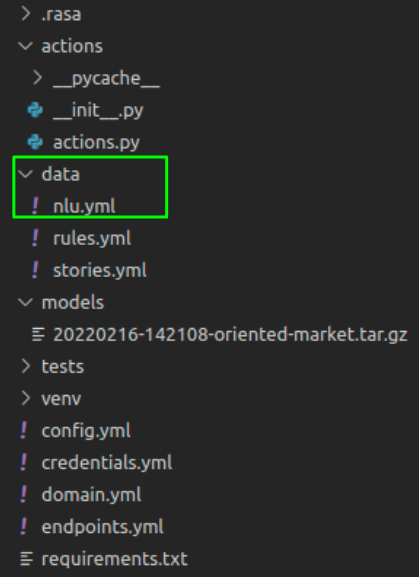 .rasa
actions
__pycache__
__init__.py
actions.py
data
nlu.yml
rules.yml
stories.yml
models
20220216-142108-oriented-market.tar.gz
tests
venv
config.yml
credentials.yml
domain.yml
endpoints.yml
requirements.txt